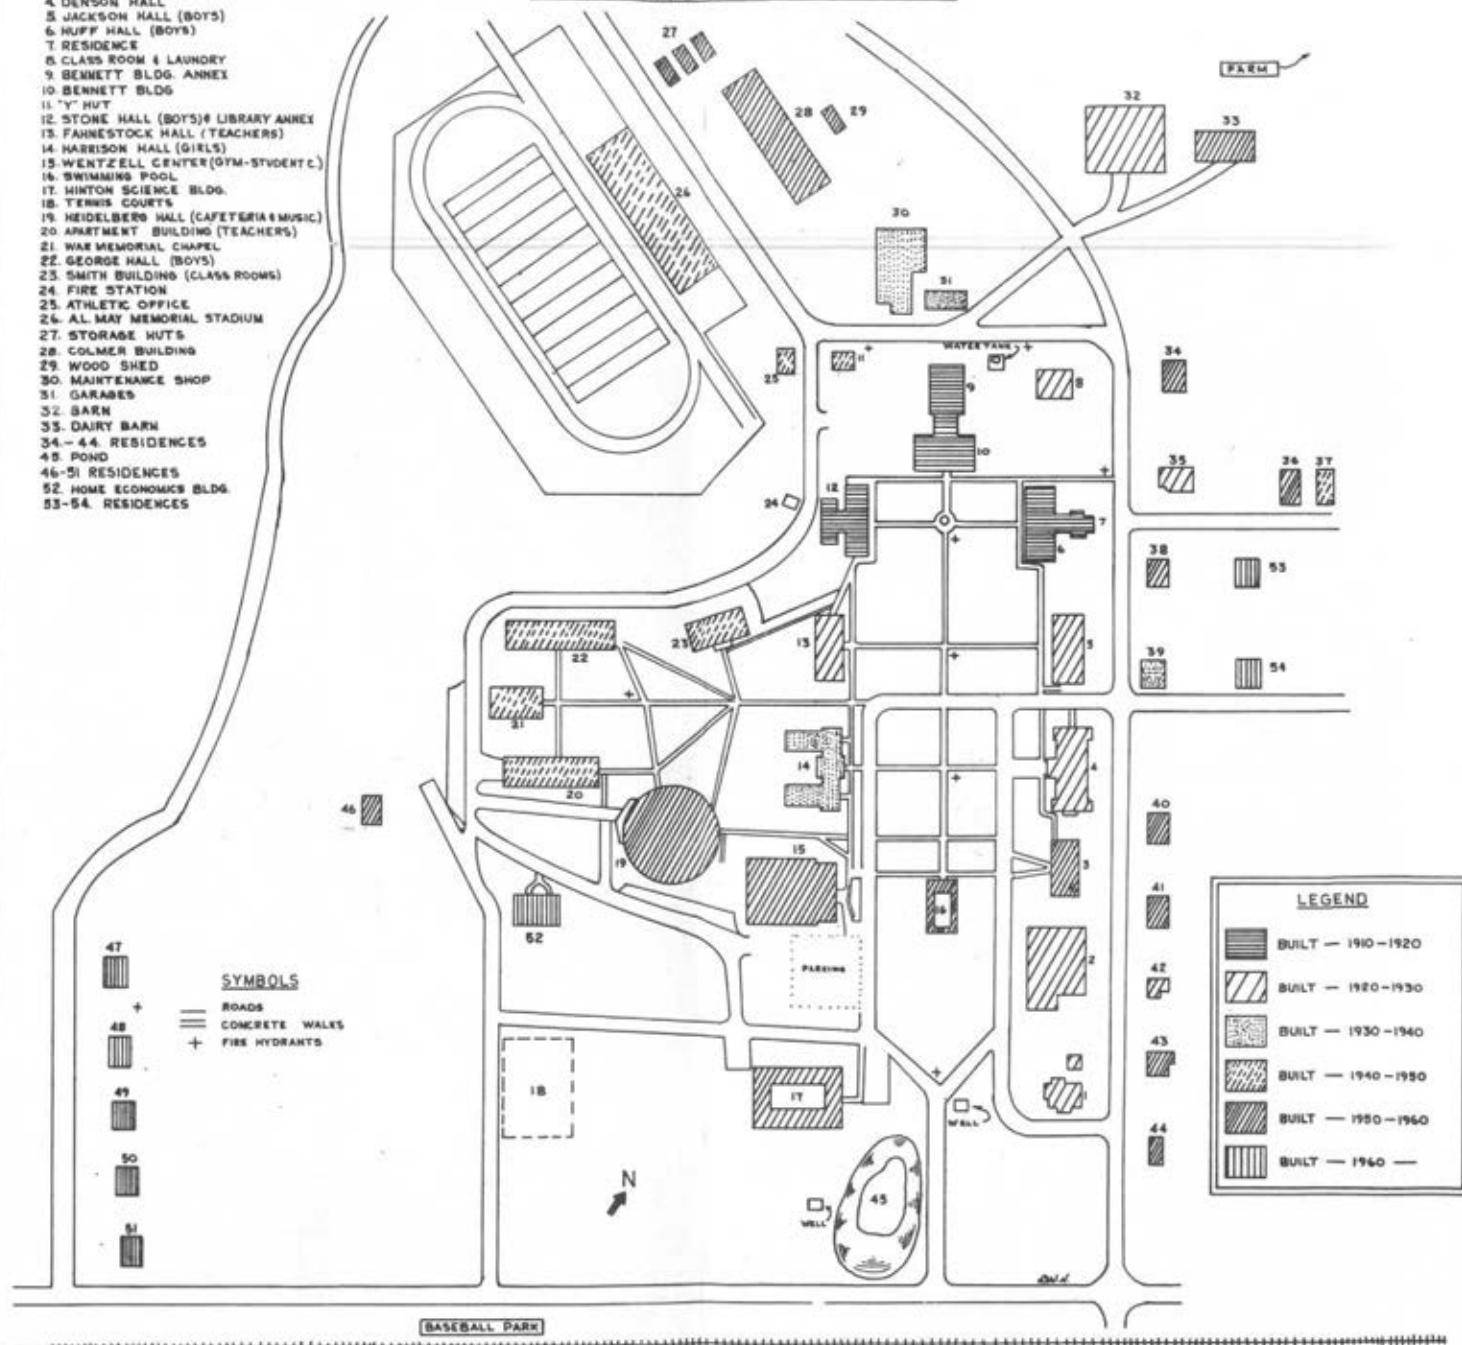 4. DENSON HALL
5. JACKSON HALL (BOYS)
6. HUFF HALL (BOYS)
7. RESIDENCE
8. CLASS ROOM & LAUNDRY
9. BENNETT BLDG. ANNEX
10. BENNETT BLDG
11. "Y" HUT
12. STONE HALL (BOYS) & LIBRARY ANNEX
13. FAHNESTOCK HALL (TEACHERS)
14. HARRISON HALL (GIRLS)
15. WENTZELL CENTER (GYM-STUDENT C.)
16. SWIMMING POOL
17. HINTON SCIENCE BLDG.
18. TENNIS COURTS
19. HEIDELBERG HALL (CAFETERIA & MUSIC)
20. APARTMENT BUILDING (TEACHERS)
21. WAR MEMORIAL CHAPEL
22. GEORGE HALL (BOYS)
23. SMITH BUILDING (CLASS ROOMS)
24. FIRE STATION
25. ATHLETIC OFFICE
26. A.L. MAY MEMORIAL STADIUM
27. STORAGE HUTS
28. COLMER BUILDING
29. WOOD SHED
30. MAINTENANCE SHOP
31. GARAGES
32. BARN
33. DAIRY BARN
34.-44. RESIDENCES
45. POND
46-51 RESIDENCES
52. HOME ECONOMICS BLDG.
53-54. RESIDENCES
27
28
29
FARM
32
33
26
30
31
WATER TANK
25
11
9
8
34
10
35
36
37
24
12
7
6
38
53
22
23
13
5
39
54
21
14
4
20
46
19
15
3
40
52
16
41
LEGEND
BUILT — 1910-1920
BUILT — 1920-1930
BUILT — 1930-1940
BUILT — 1940-1950
BUILT — 1950-1960
BUILT — 1960 —
PARKING
2
42
47
SYMBOLS
ROADS
CONCRETE WALKS
FIRE HYDRANTS
48
43
18
17
1
WELL
49
44
50
N
45
WELL
51
BASEBALL PARK